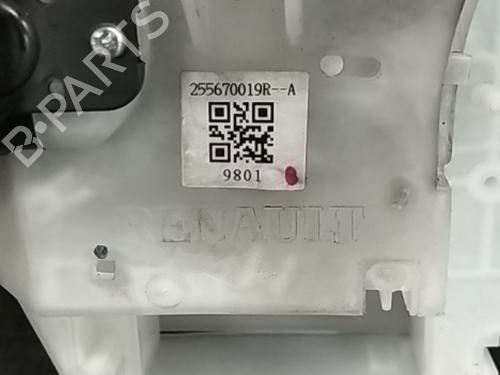 B-PARTS
255670019R--A
9801
RENAULT